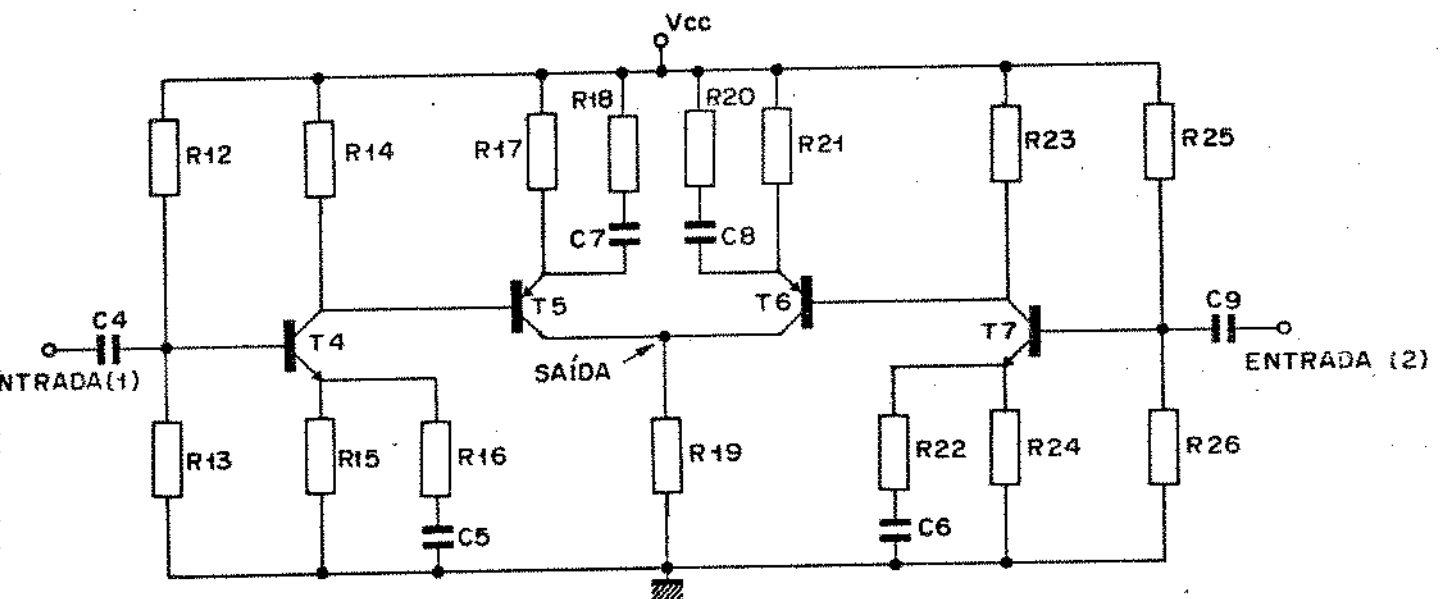 Vcc
R18
R20
R12
R14
R17
R21
R23
R25
C7
C8
T5
T6
C4
T4
T7
C9
NTRADA(1)
SAÍDA
ENTRADA (2)
R13
R15
R16
R19
R22
R24
R26
C5
C6